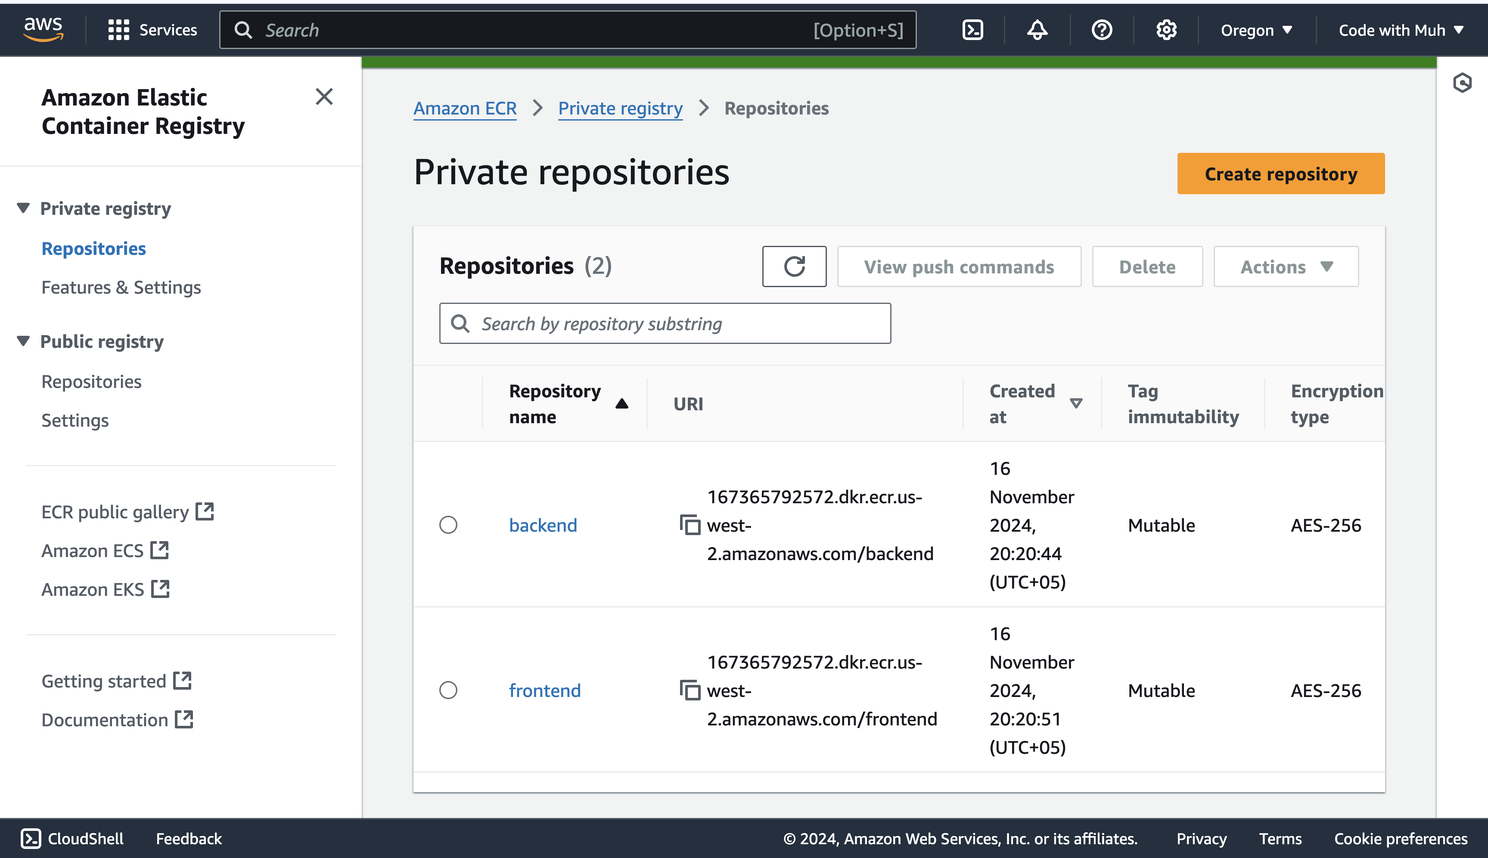 aws
Services
Search
[Option+S]
Oregon
Code with Muh
Amazon Elastic
Container Registry
Private registry
Repositories
Features & Settings
Public registry
Repositories
Settings
ECR public gallery
Amazon ECS
Amazon EKS
Getting started
Documentation
Amazon ECR
Private registry
Repositories
Private repositories
Create repository
Repositories (2)
View push commands
Delete
Actions
Search by repository substring
Repository
name
URI
Created
at
Tag
immutability
Encryption
type
backend
167365792572.dkr.ecr.us-
west-
2.amazonaws.com/backend
16
November
2024,
20:20:44
(UTC+05)
Mutable
AES-256
frontend
167365792572.dkr.ecr.us-
west-
2.amazonaws.com/frontend
16
November
2024,
20:20:51
(UTC+05)
Mutable
AES-256
CloudShell
Feedback
© 2024, Amazon Web Services, Inc. or its affiliates.
Privacy
Terms
Cookie preferences